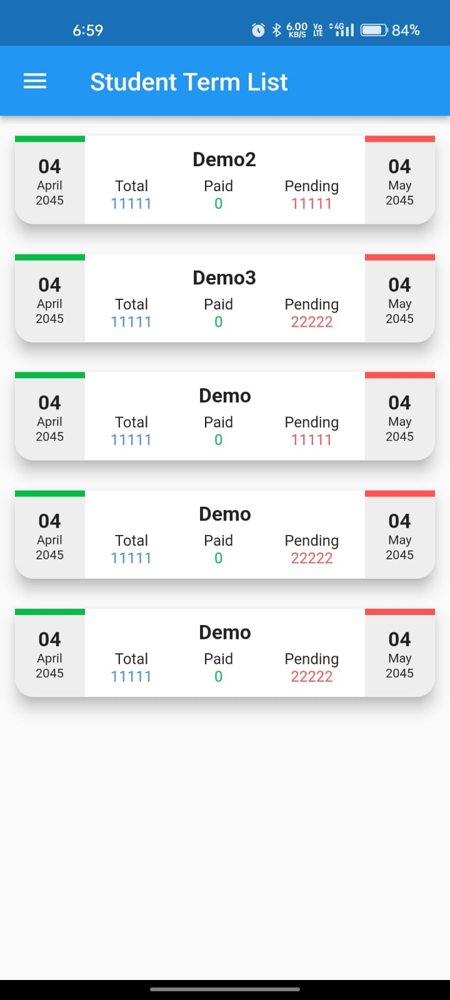 6:59 6.00 KB/S Vo LTE 4G 84%
Student Term List
Demo2
04 April 2045
Total Paid Pending
11111 0 11111
04 May 2045
Demo3
04 April 2045
Total Paid Pending
11111 0 22222
04 May 2045
Demo
04 April 2045
Total Paid Pending
11111 0 11111
04 May 2045
Demo
04 April 2045
Total Paid Pending
11111 0 22222
04 May 2045
Demo
04 April 2045
Total Paid Pending
11111 0 22222
04 May 2045